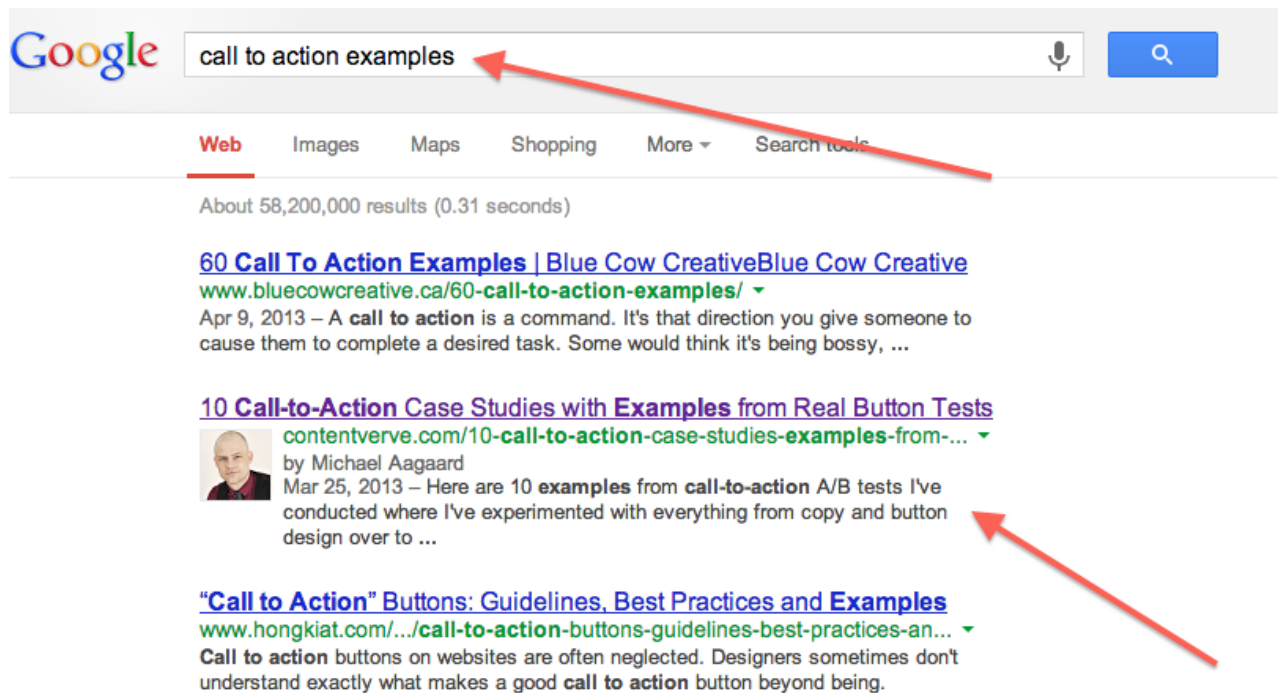 Google call to action examples
Web Images Maps Shopping More Search tools
About 58,200,000 results (0.31 seconds)
60 Call To Action Examples | Blue Cow CreativeBlue Cow Creative
www.bluecowcreative.ca/60-call-to-action-examples/
Apr 9, 2013 – A call to action is a command. It's that direction you give someone to
cause them to complete a desired task. Some would think it's being bossy, ...
10 Call-to-Action Case Studies with Examples from Real Button Tests
contentverve.com/10-call-to-action-case-studies-examples-from-...
by Michael Aagaard
Mar 25, 2013 – Here are 10 examples from call-to-action A/B tests I've
conducted where I've experimented with everything from copy and button
design over to ...
“Call to Action” Buttons: Guidelines, Best Practices and Examples
www.hongkiat.com/.../call-to-action-buttons-guidelines-best-practices-an...
Call to action buttons on websites are often neglected. Designers sometimes don't
understand exactly what makes a good call to action button beyond being.